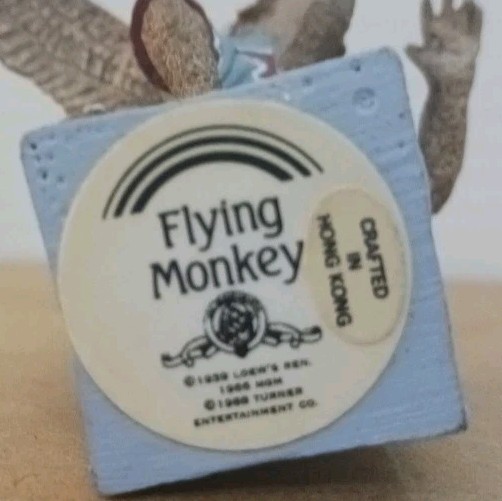 Flying
Monkey
CRAFTED
IN
HONG KONG
©1939 LOEW'S REN.
1966 MGM
©1988 TURNER
ENTERTAINMENT CO.